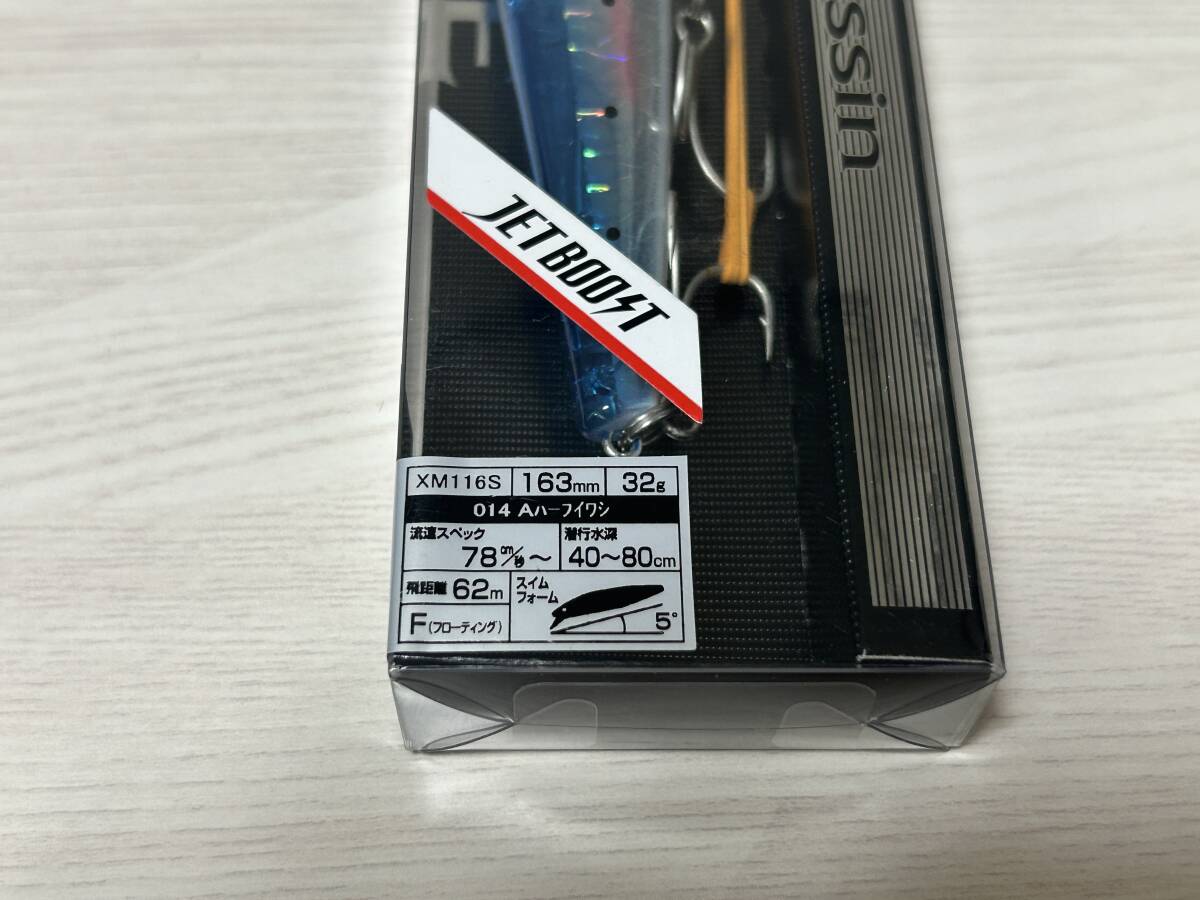 ssin
JET BOOST
XM116S 163mm 32g
014 Aハーフイワシ
流速スペック 潜行水深
78cm/秒～ 40～80cm
飛距離 62m スイム
フォーム
F(フローティング) 5°